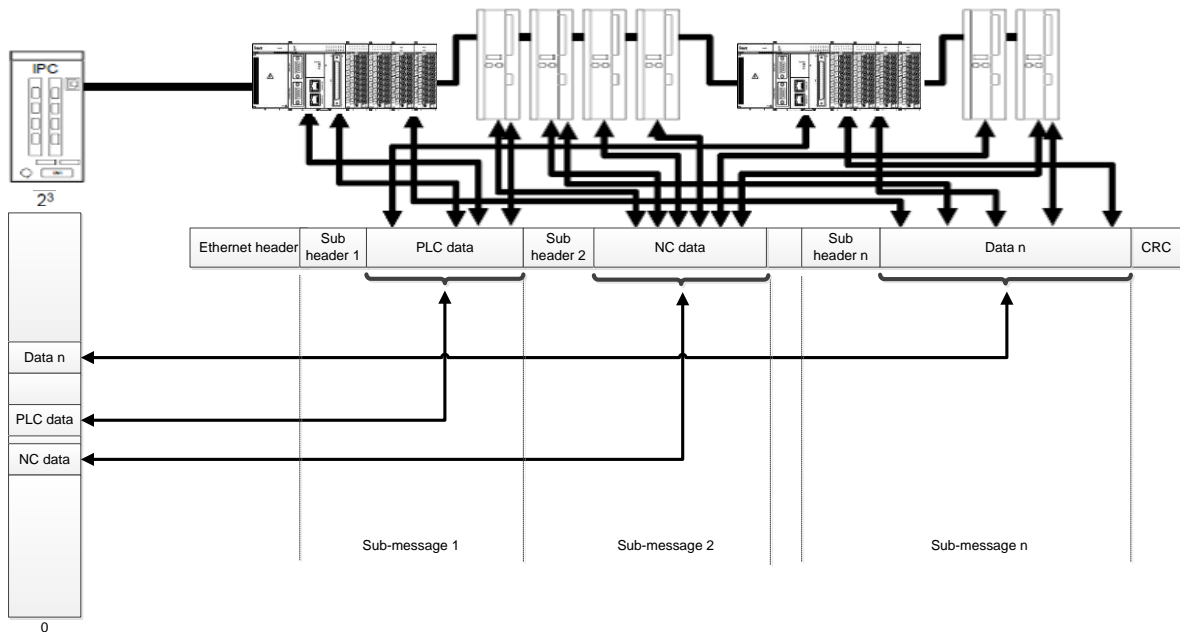 IPC
2³
Ethernet header
Sub
header 1
PLC data
Sub
header 2
NC data
Sub
header n
Data n
CRC
Data n
PLC data
NC data
Sub-message 1
Sub-message 2
Sub-message n
0